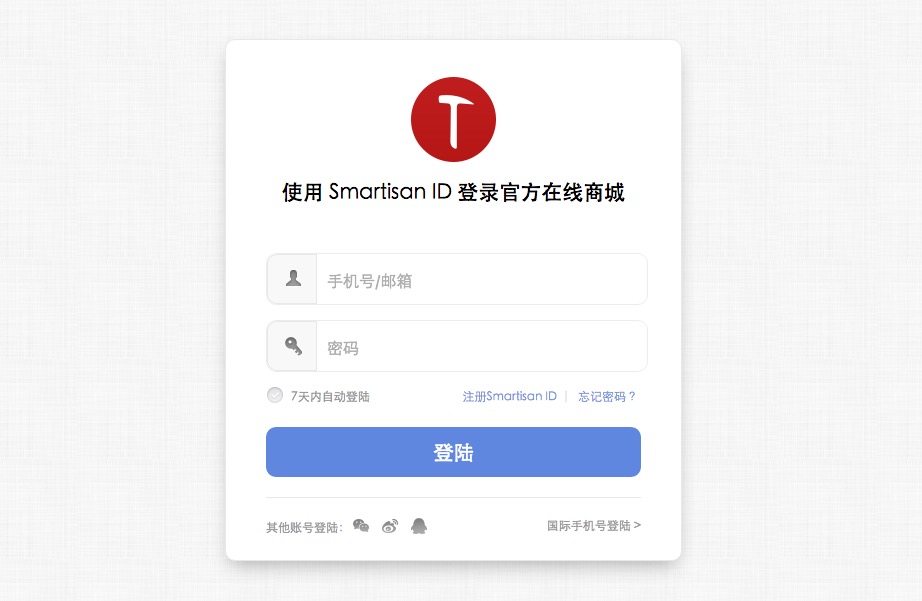 使用 Smartisan ID 登录官方在线商城
手机号/邮箱
密码
7天内自动登陆 注册Smartisan ID | 忘记密码？
登陆
其他账号登陆： 国际手机号登陆 >